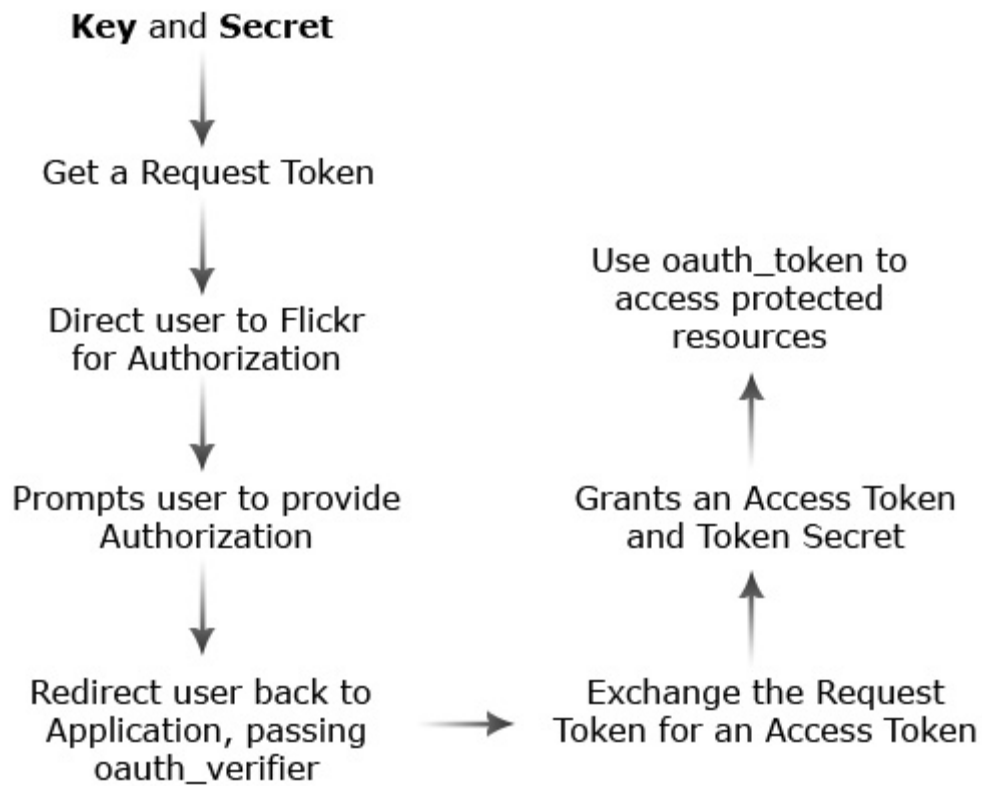 Key and Secret
Get a Request Token
Direct user to Flickr
for Authorization
Prompts user to provide
Authorization
Redirect user back to
Application, passing
oauth_verifier
Exchange the Request
Token for an Access Token
Grants an Access Token
and Token Secret
Use oauth_token to
access protected
resources